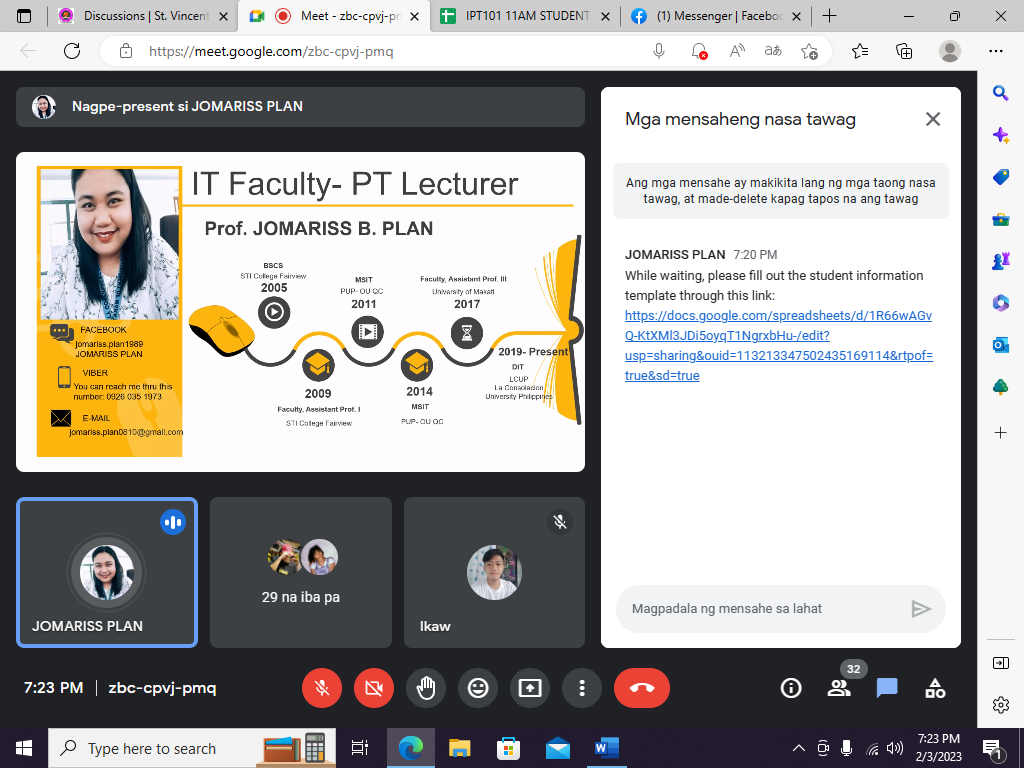 Discussions | St. Vincent
Meet - zbc-cpvj-pm
IPT101 11AM STUDENT
(1) Messenger | Facebo
https://meet.google.com/zbc-cpvj-pmq
Nagpe-present si JOMARISS PLAN
IT Faculty- PT Lecturer
Prof. JOMARISS B. PLAN
BSCS
STI College Fairview
2005
MSIT
PUP- OU QC
2011
Faculty, Assistant Prof. III
University of Makati
2017
2019- Present
DIT
LCUP
La Consolacion
University Philippines
2009
Faculty, Assistant Prof. I
STI College Fairview
2014
MSIT
PUP- OU QC
FACEBOOK
jomariss.plan1989
JOMARISS PLAN
VIBER
You can reach me thru this
number: 0926 035 1973
E-MAIL
jomariss.plan0810@gmail.com
JOMARISS PLAN
29 na iba pa
Ikaw
Mga mensaheng nasa tawag
Ang mga mensahe ay makikita lang ng mga taong nasa
tawag, at made-delete kapag tapos na ang tawag
JOMARISS PLAN 7:20 PM
While waiting, please fill out the student information
template through this link:
https://docs.google.com/spreadsheets/d/1R66wAGv
Q-KtXMl3JDi5oyqT1NgrxbHu-/edit?
usp=sharing&ouid=113213347502435169114&rtpof=
true&sd=true
Magpadala ng mensahe sa lahat
7:23 PM | zbc-cpvj-pmq
32
Type here to search
7:23 PM
2/3/2023
1